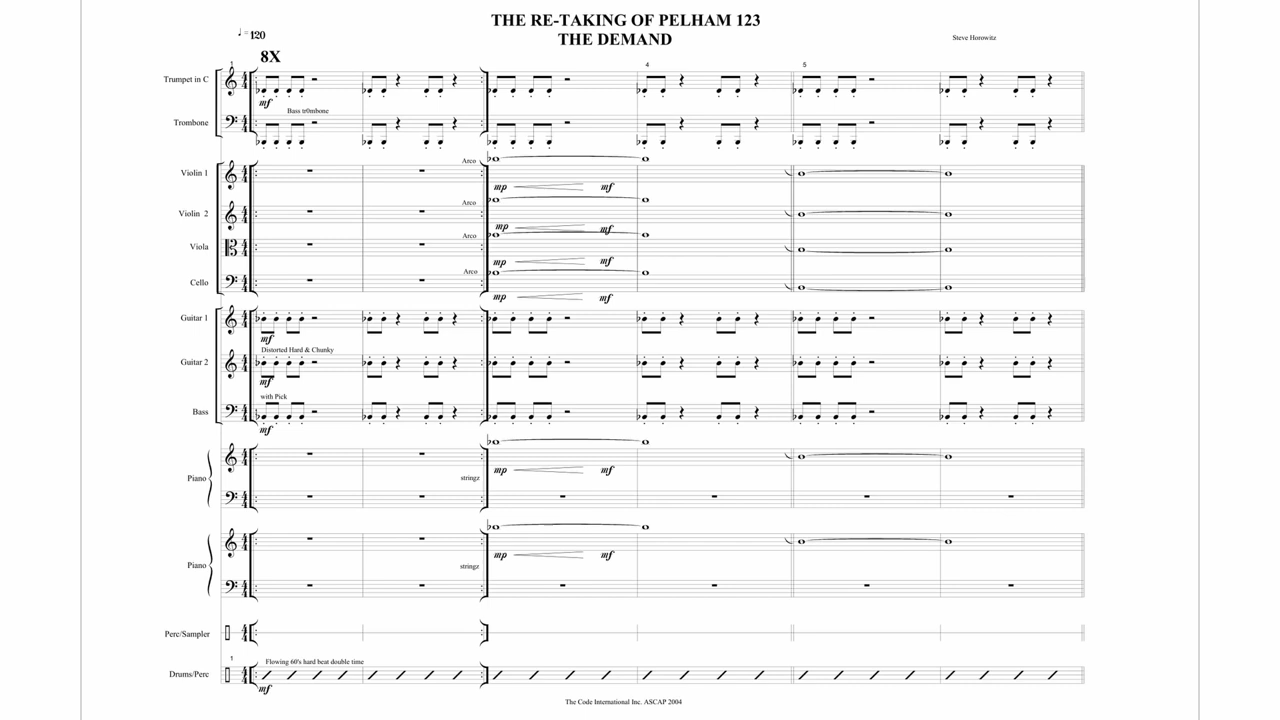 THE RE-TAKING OF PELHAM 123
THE DEMAND
♩ = 120
Steve Horowitz
8X
1
4
5
Trumpet in C
mf
Bass tr0mbone
Trombone
Arco
Violin 1
mp mf
Arco
Violin 2
mp mf
Arco
Viola
mp mf
Arco
Cello
mp mf
Guitar 1
mf
Distorted Hard & Chunky
Guitar 2
mf
with Pick
Bass
mf
Piano
mp mf
stringz
Piano
mp mf
stringz
Perc/Sampler
1
Flowing 60's hard beat double time
Drums/Perc
mf
The Code International Inc. ASCAP 2004